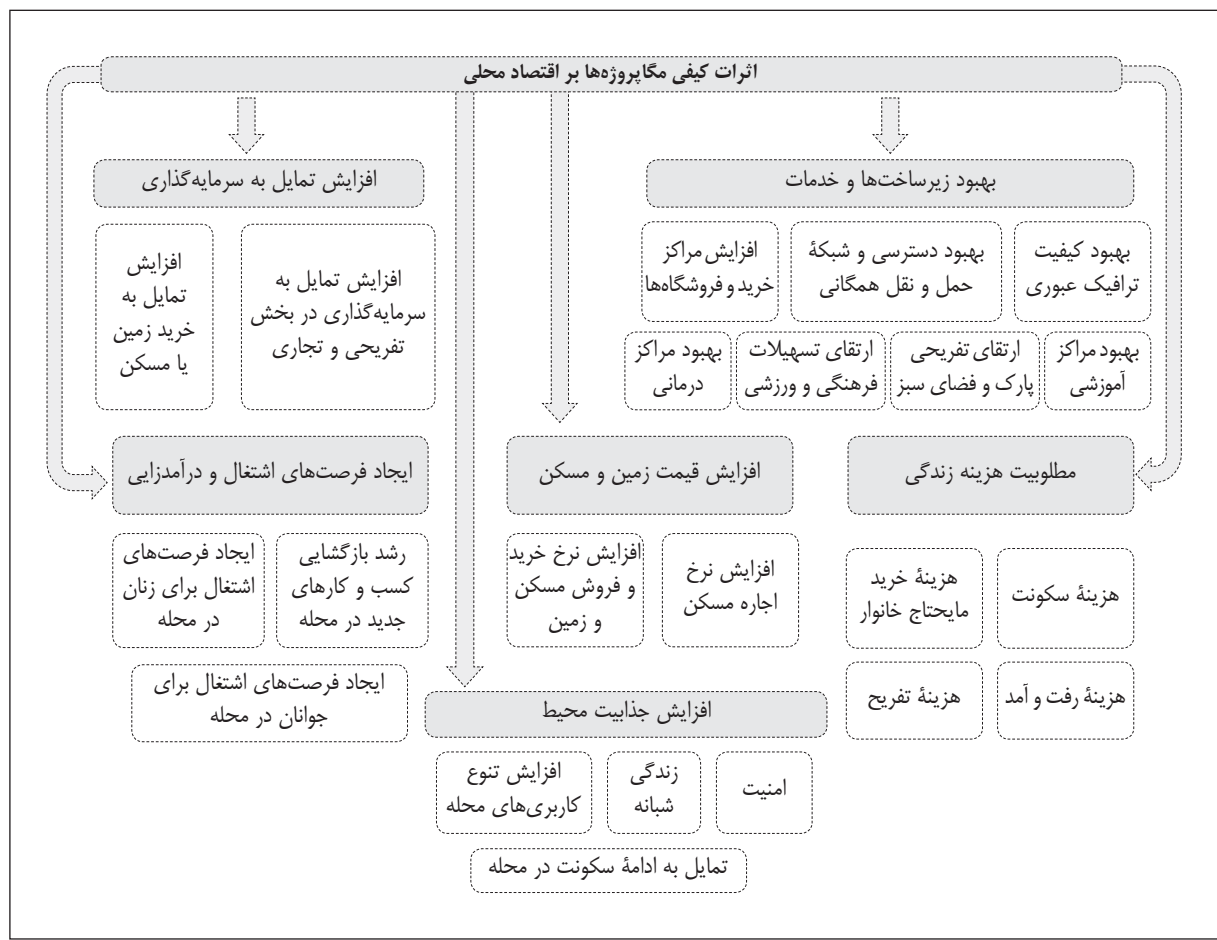 اثرات کیفی مگاپروژه‌ها بر اقتصاد محلی
بهبود زیرساخت‌ها و خدمات
بهبود کیفیت
ترافیک عبوری
بهبود دسترسی و شبکهٔ
حمل و نقل همگانی
افزایش مراکز
خرید و فروشگاه‌ها
بهبود مراکز
آموزشی
ارتقای تفریحی
پارک و فضای سبز
ارتقای تسهیلات
فرهنگی و ورزشی
بهبود مراکز
درمانی
افزایش تمایل به سرمایه‌گذاری
افزایش تمایل به
سرمایه‌گذاری در بخش
تفریحی و تجاری
افزایش
تمایل به
خرید زمین
یا مسکن
مطلوبیت هزینه زندگی
هزینهٔ سکونت
هزینهٔ خرید
مایحتاج خانوار
هزینهٔ رفت و آمد
هزینهٔ تفریح
افزایش قیمت زمین و مسکن
افزایش نرخ
اجاره مسکن
افزایش نرخ خرید
و فروش مسکن
و زمین
ایجاد فرصت‌های اشتغال و درآمدزایی
رشد بازگشایی
کسب و کارهای
جدید در محله
ایجاد فرصت‌های
اشتغال برای زنان
در محله
ایجاد فرصت‌های اشتغال برای
جوانان در محله
افزایش جذابیت محیط
امنیت
زندگی
شبانه
افزایش تنوع
کاربری‌های محله
تمایل به ادامهٔ سکونت در محله